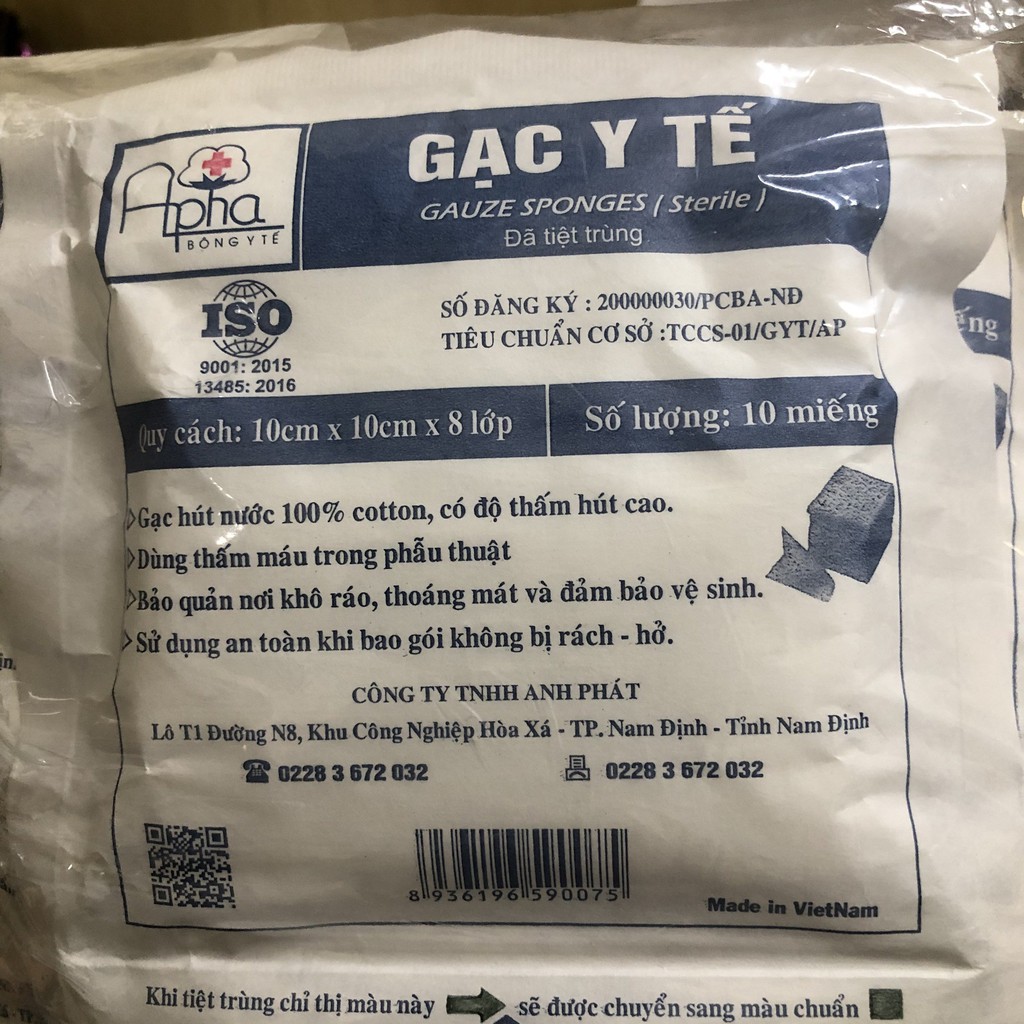 Apha
BÔNG Y TẾ
GẠC Y TẾ
GAUZE SPONGES ( Sterile )
Đã tiệt trùng
ISO
9001: 2015
13485: 2016
SỐ ĐĂNG KÝ : 200000030/PCBA-NĐ
TIÊU CHUẨN CƠ SỞ :TCCS-01/GYT/AP
Quy cách: 10cm x 10cm x 8 lớp
Số lượng: 10 miếng
Gạc hút nước 100% cotton, có độ thấm hút cao.
Dùng thấm máu trong phẫu thuật
Bảo quản nơi khô ráo, thoáng mát và đảm bảo vệ sinh.
Sử dụng an toàn khi bao gói không bị rách - hở.
CÔNG TY TNHH ANH PHÁT
Lô T1 Đường N8, Khu Công Nghiệp Hòa Xá - TP. Nam Định - Tỉnh Nam Định
0228 3 672 032
0228 3 672 032
8 936196 590075
Made in VietNam
Khi tiệt trùng chỉ thị màu này
sẽ được chuyển sang màu chuẩn